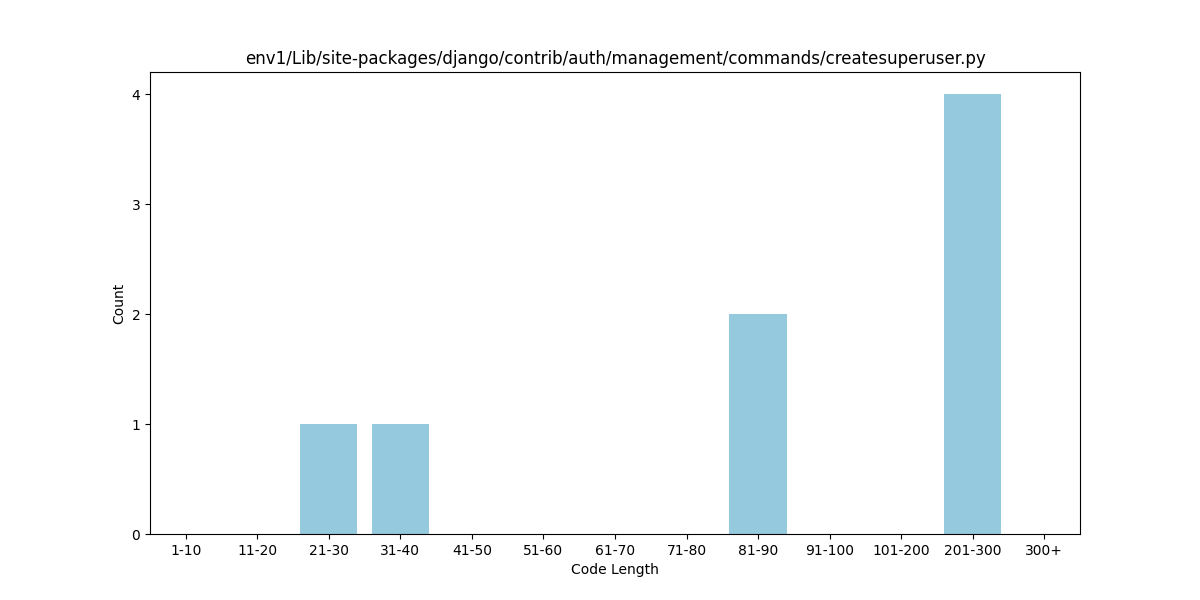 env1/Lib/site-packages/django/contrib/auth/management/commands/createsuperuser.py
4
3
2
1
0
Count
1-10 11-20 21-30 31-40 41-50 51-60 61-70 71-80 81-90 91-100 101-200 201-300 300+
Code Length